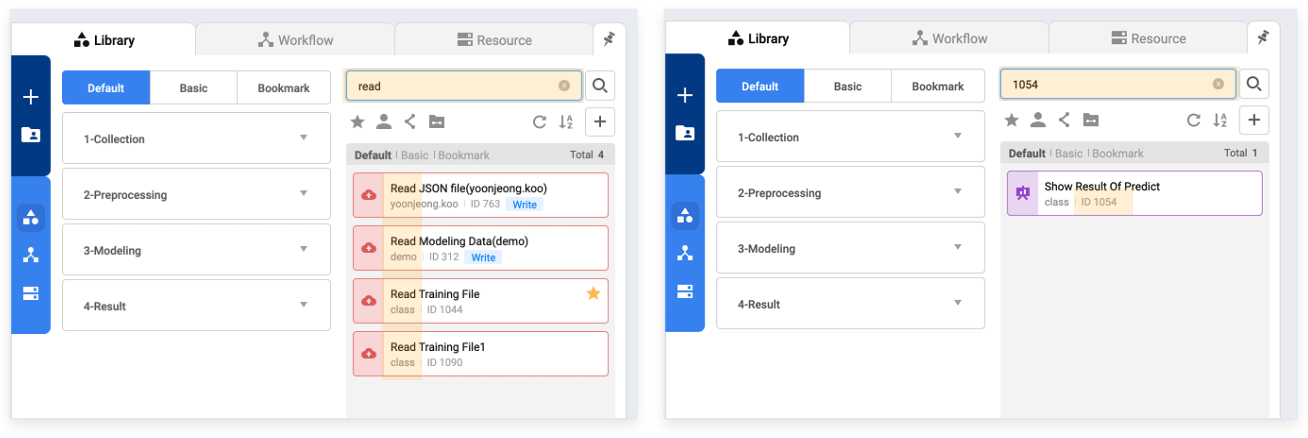 Library Workflow Resource
Default Basic Bookmark
1-Collection
2-Preprocessing
3-Modeling
4-Result
read
Default Basic Bookmark Total 4
Read JSON file(yoonjeong.koo)
yoonjeong.koo ID 763 Write
Read Modeling Data(demo)
demo ID 312 Write
Read Training File
class ID 1044
Read Training File1
class ID 1090
Library Workflow Resource
Default Basic Bookmark
1-Collection
2-Preprocessing
3-Modeling
4-Result
1054
Default Basic Bookmark Total 1
Show Result Of Predict
class ID 1054